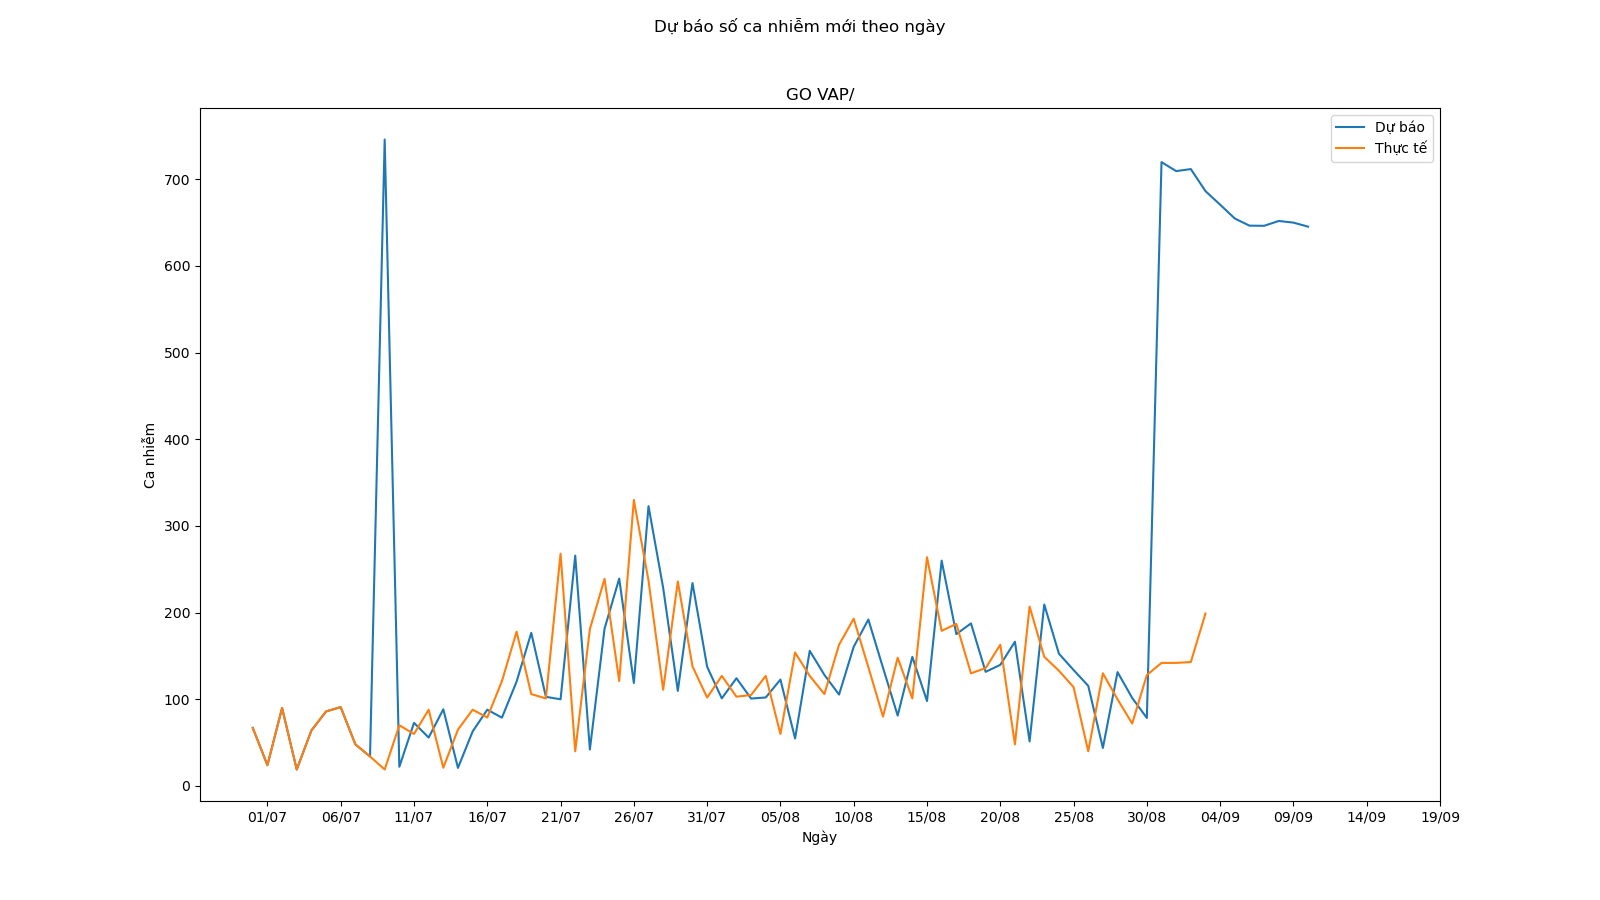 Dự báo số ca nhiễm mới theo ngày
GO VAP/
Dự báo
Thực tế
700
600
500
400
300
200
100
0
Ca nhiễm
01/07 06/07 11/07 16/07 21/07 26/07 31/07 05/08 10/08 15/08 20/08 25/08 30/08 04/09 09/09 14/09 19/09
Ngày